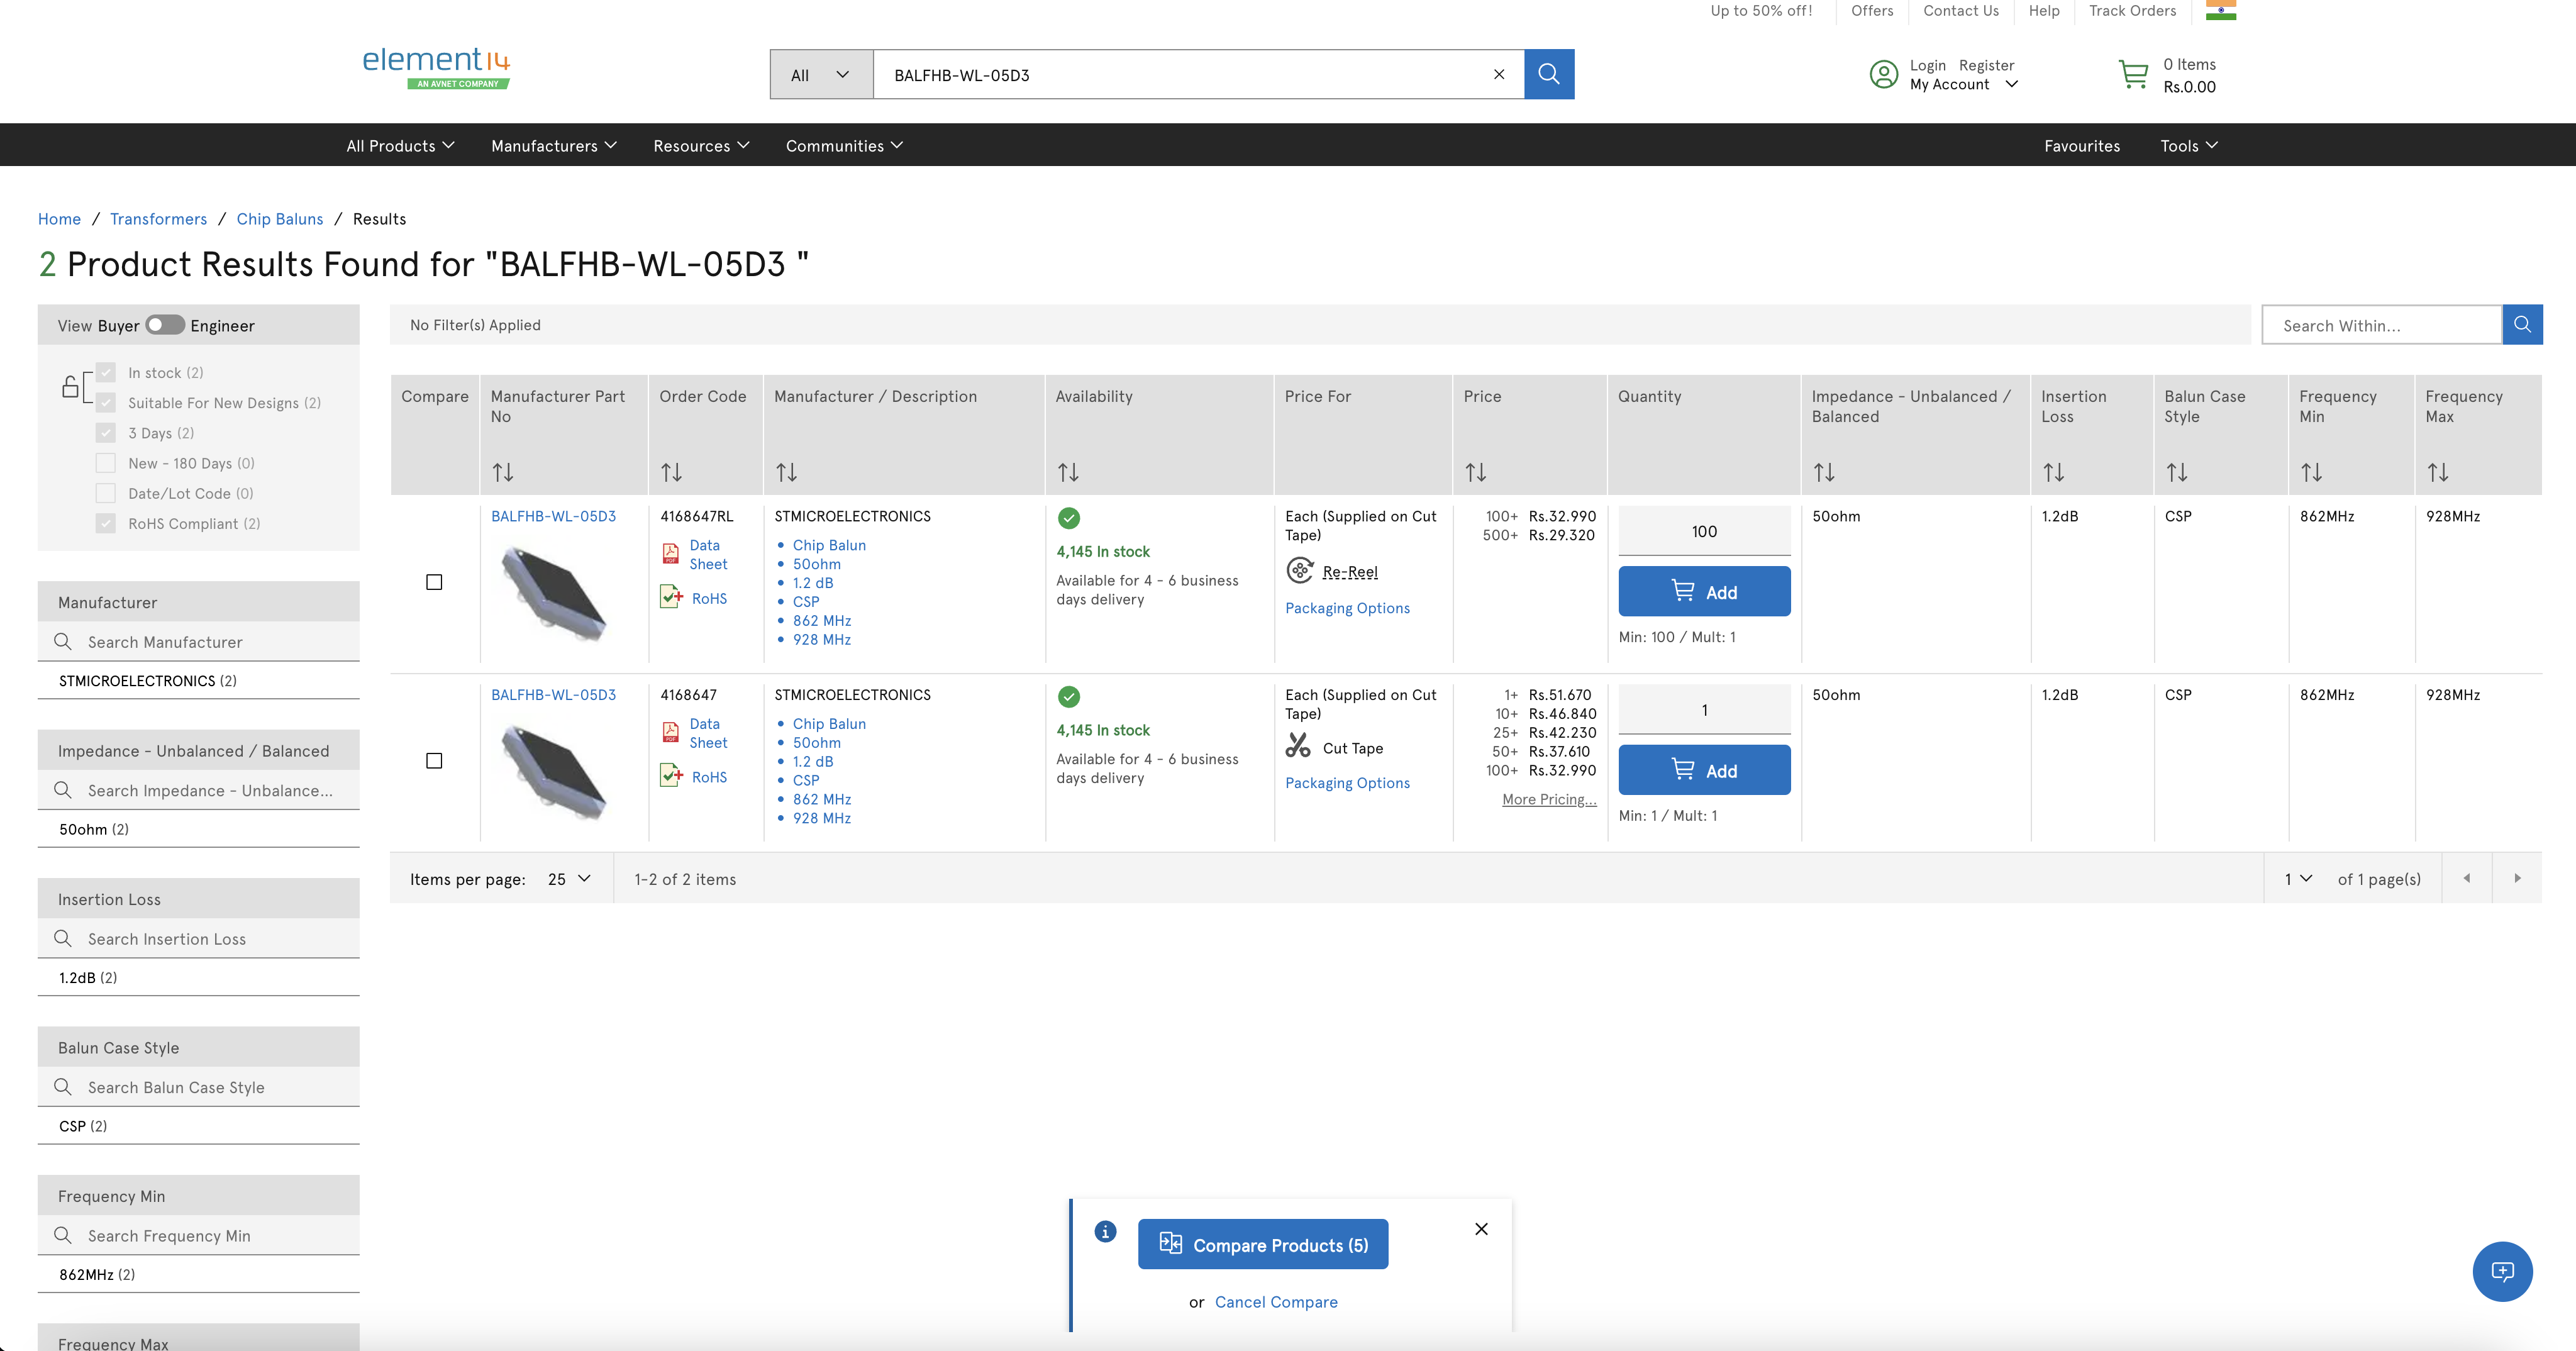 Up to 50% off!
Offers
Contact Us
Help
Track Orders
element14
AN AVNET COMPANY
All
BALFHB-WL-05D3
Login Register
My Account
0 Items
Rs.0.00
All Products
Manufacturers
Resources
Communities
Favourites
Tools
Home / Transformers / Chip Baluns / Results
2 Product Results Found for "BALFHB-WL-05D3 "
View Buyer Engineer
In stock (2)
Suitable For New Designs (2)
3 Days (2)
New - 180 Days (0)
Date/Lot Code (0)
RoHS Compliant (2)
Manufacturer
Search Manufacturer
STMICROELECTRONICS (2)
Impedance - Unbalanced / Balanced
Search Impedance - Unbalance...
50ohm (2)
Insertion Loss
Search Insertion Loss
1.2dB (2)
Balun Case Style
Search Balun Case Style
CSP (2)
Frequency Min
Search Frequency Min
862MHz (2)
Frequency Max
No Filter(s) Applied
Search Within...
Compare
Manufacturer Part
No
Order Code
Manufacturer / Description
Availability
Price For
Price
Quantity
Impedance - Unbalanced /
Balanced
Insertion
Loss
Balun Case
Style
Frequency
Min
Frequency
Max
BALFHB-WL-05D3
4168647RL
Data
Sheet
RoHS
STMICROELECTRONICS
Chip Balun
50ohm
1.2 dB
CSP
862 MHz
928 MHz
4,145 In stock
Available for 4 - 6 business
days delivery
Each (Supplied on Cut
Tape)
Re-Reel
Packaging Options
100+ Rs.32.990
500+ Rs.29.320
100
Add
Min: 100 / Mult: 1
50ohm
1.2dB
CSP
862MHz
928MHz
BALFHB-WL-05D3
4168647
Data
Sheet
RoHS
STMICROELECTRONICS
Chip Balun
50ohm
1.2 dB
CSP
862 MHz
928 MHz
4,145 In stock
Available for 4 - 6 business
days delivery
Each (Supplied on Cut
Tape)
Cut Tape
Packaging Options
1+ Rs.51.670
10+ Rs.46.840
25+ Rs.42.230
50+ Rs.37.610
100+ Rs.32.990
More Pricing...
1
Add
Min: 1 / Mult: 1
50ohm
1.2dB
CSP
862MHz
928MHz
Items per page: 25
1-2 of 2 items
1 of 1 page(s)
Compare Products (5)
or Cancel Compare